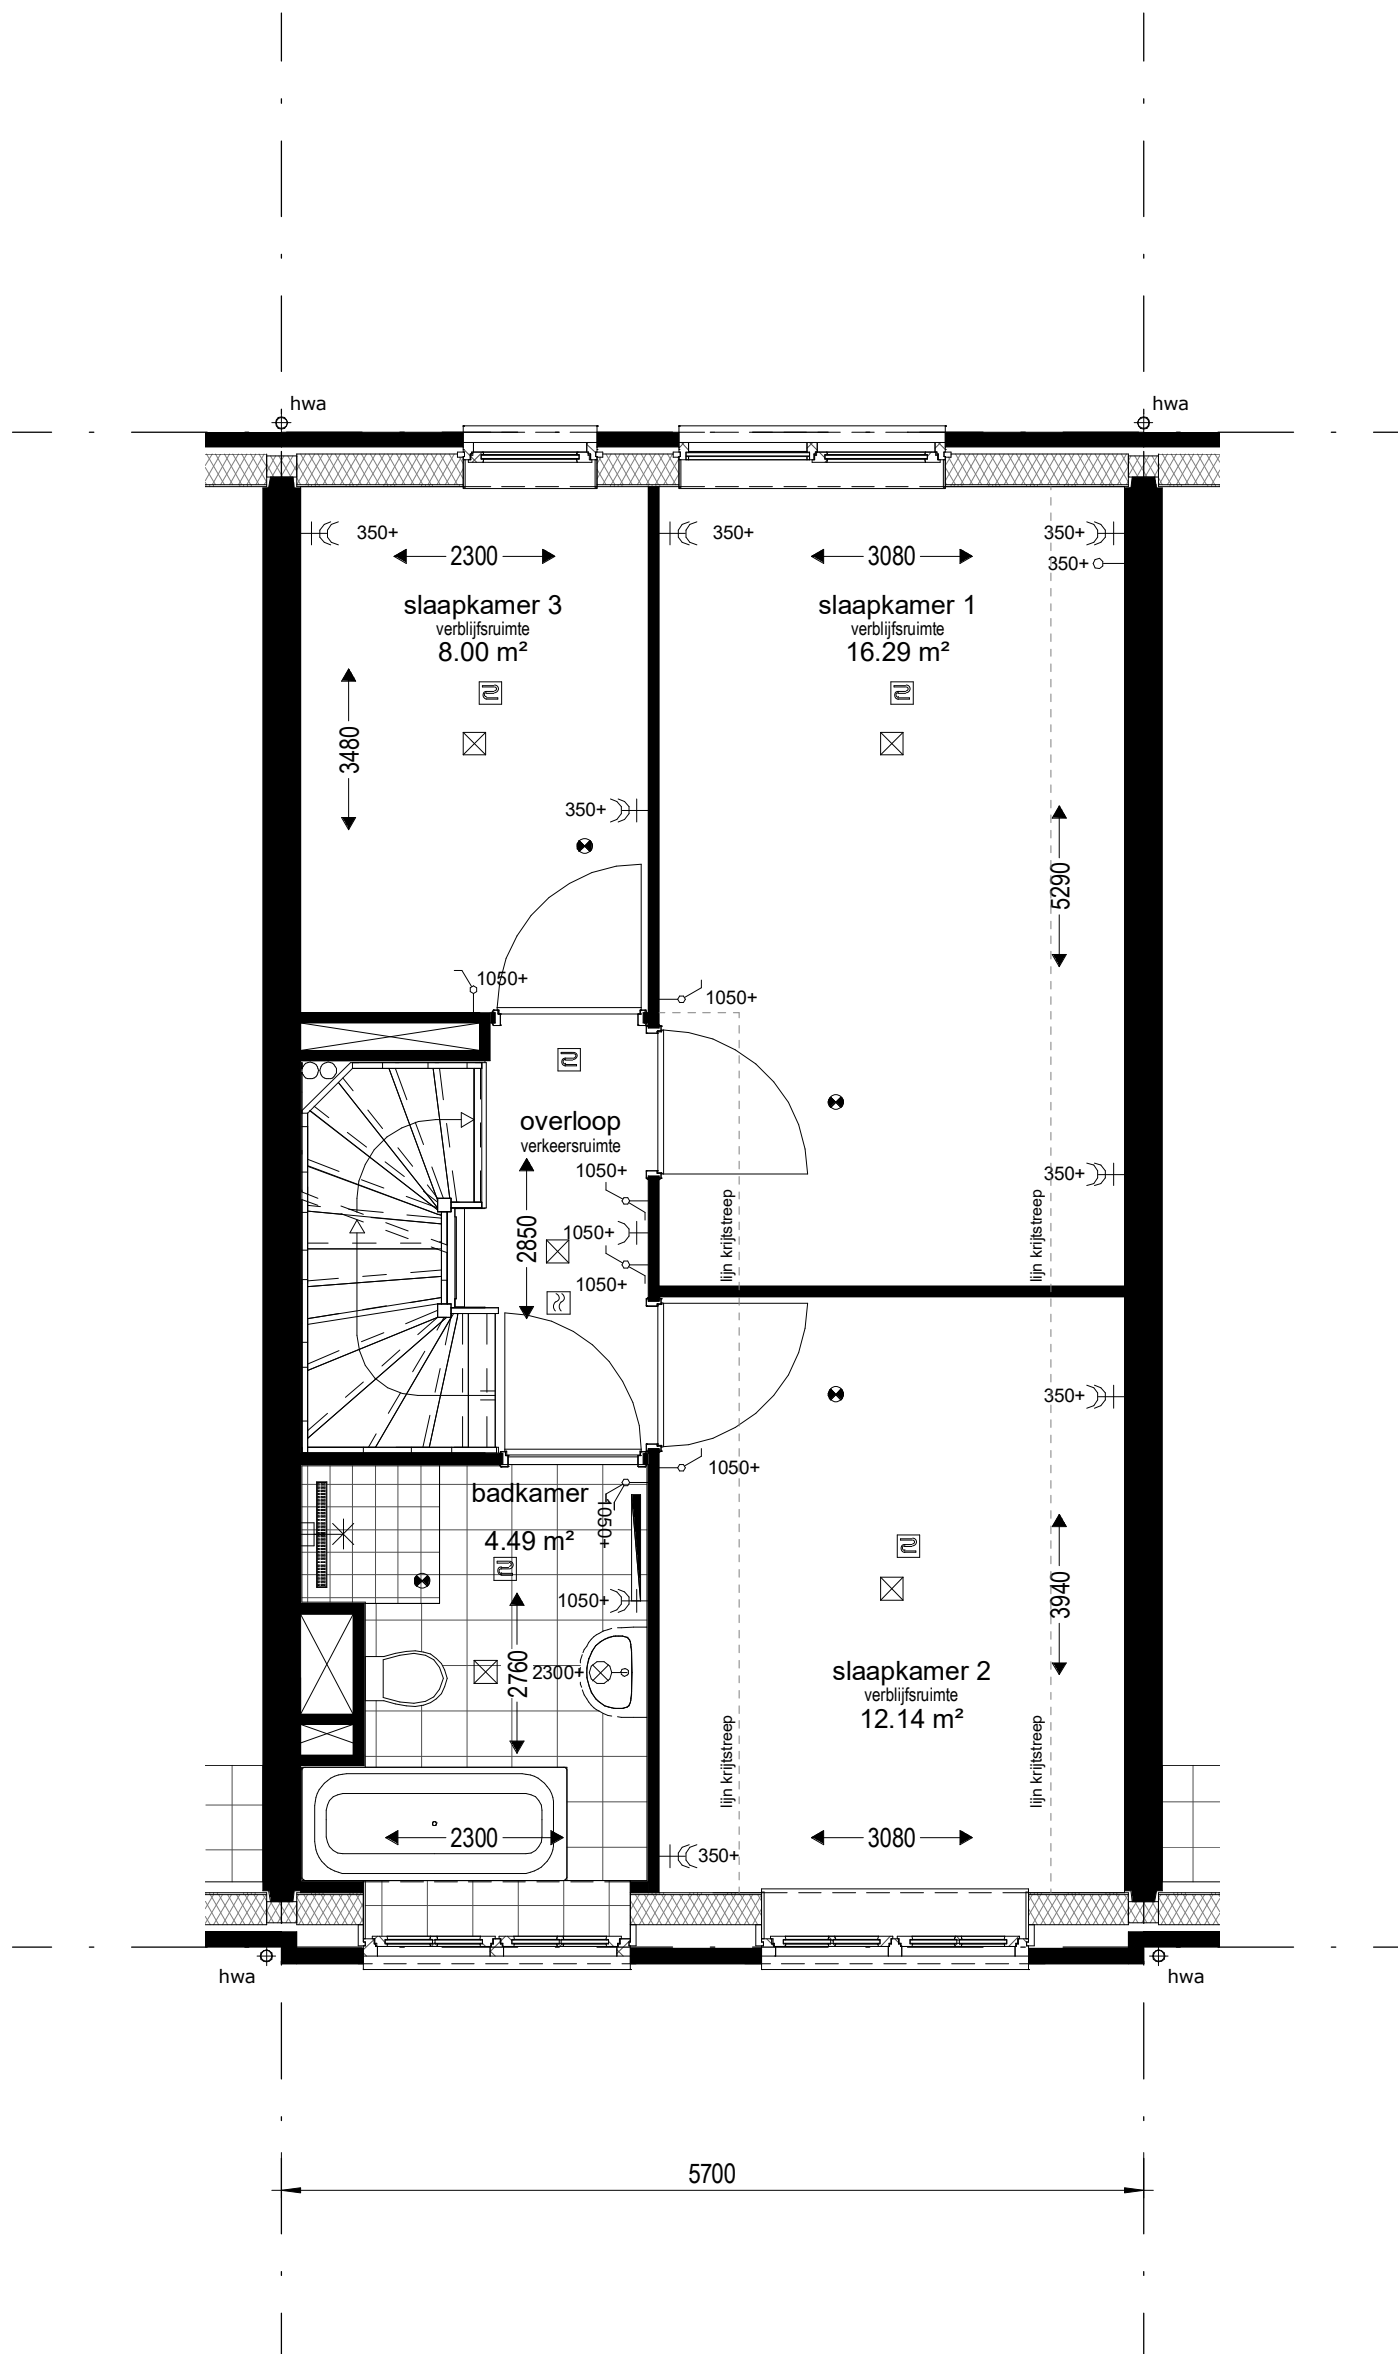 hwa
hwa
350+
350+
350+
2300
3080
350+
slaapkamer 3
verblijfsruimte
8.00 m²
slaapkamer 1
verblijfsruimte
16.29 m²
3480
350+
5290
1050+
1050+
overloop
verkeersruimte
1050+
350+
2850
1050+
1050+
lijn krijtstreep
lijn krijtstreep
350+
1050+
badkamer
4.49 m²
1050+
1050+
3940
2760
2300+
slaapkamer 2
verblijfsruimte
12.14 m²
lijn krijtstreep
lijn krijtstreep
2300
3080
350+
hwa
hwa
5700